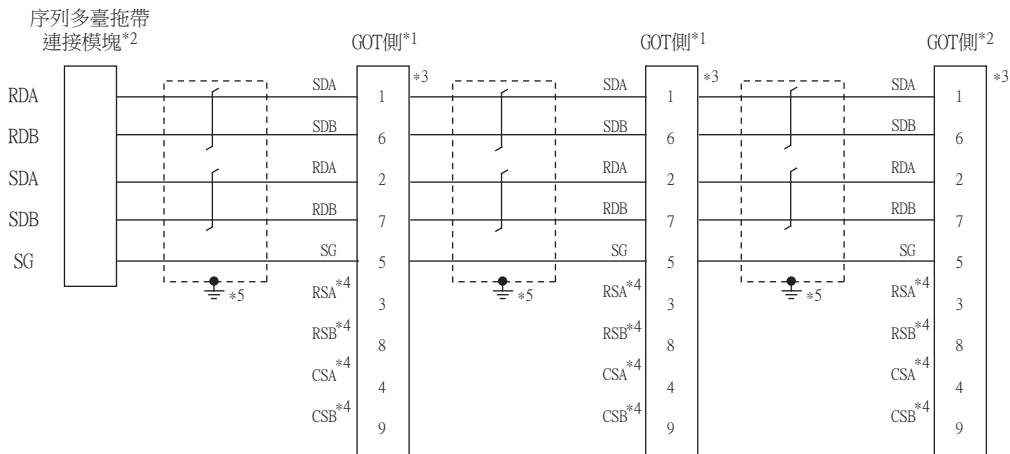 序列多臺拖帶
連接模塊*2
GOT側*1
GOT側*1
GOT側*2
*3
*3
*3
RDA
SDA
1
SDA
1
SDA
1
RDB
SDB
6
SDB
6
SDB
6
SDA
RDA
2
RDA
2
RDA
2
SDB
RDB
7
RDB
7
RDB
7
SG
SG
5
SG
5
SG
5
*5
*5
*5
RSA*4
3
RSA*4
3
RSA*4
3
RSB*4
8
RSB*4
8
RSB*4
8
CSA*4
4
CSA*4
4
CSA*4
4
CSB*4
9
CSB*4
9
CSB*4
9